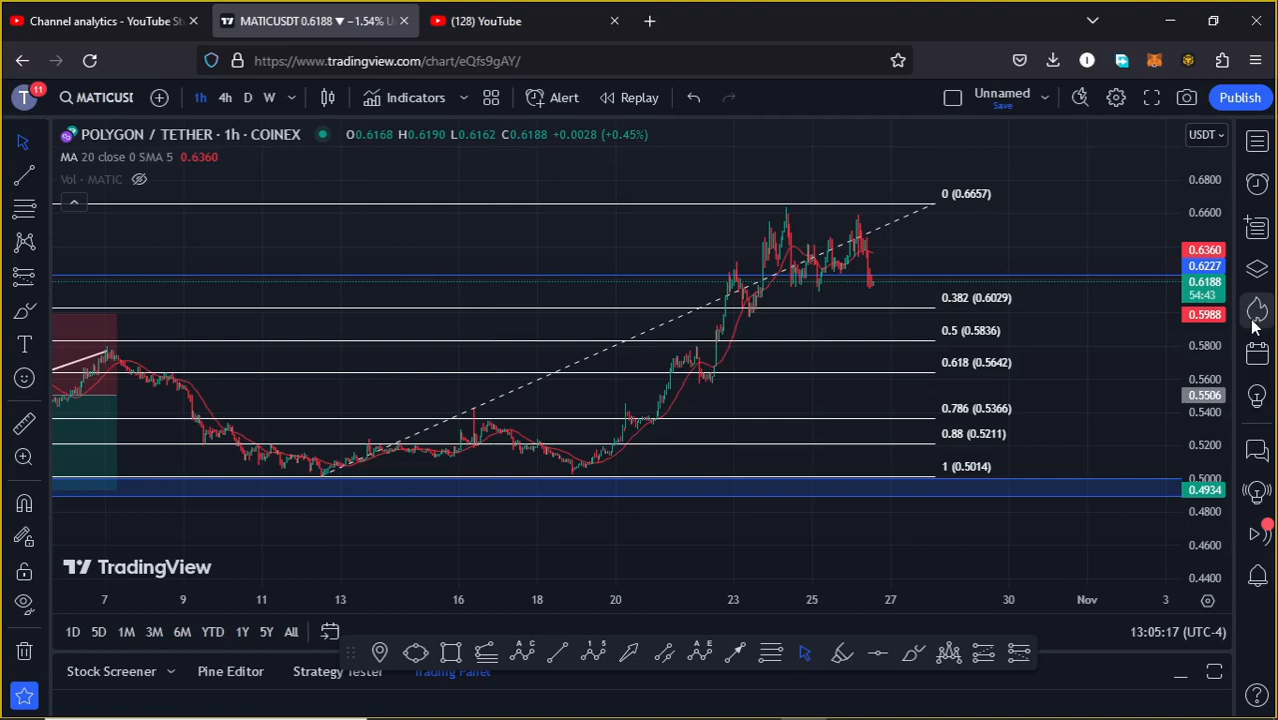 Channel analytics - YouTube St
MATICUSDT 0.6188 ▼ −1.54% U
(128) YouTube
https://www.tradingview.com/chart/eQfs9gAY/
T
11
MATICUSI
1h
4h
D
W
Indicators
Alert
Replay
Unnamed
Save
Publish
POLYGON / TETHER · 1h · COINEX
O0.6168 H0.6190 L0.6162 C0.6188 +0.0028 (+0.45%)
USDT
MA 20 close 0 SMA 5 0.6360
Vol · MATIC
0 (0.6657)
0.382 (0.6029)
0.5 (0.5836)
0.618 (0.5642)
0.786 (0.5366)
0.88 (0.5211)
1 (0.5014)
0.6800
0.6600
0.6360
0.6227
0.6188
54:43
0.5988
0.5800
0.5600
0.5506
0.5400
0.5200
0.5000
0.4934
0.4800
0.4600
0.4400
TradingView
7 9 11 13 16 18 20 23 25 27 30 Nov 3
1D 5D 1M 3M 6M YTD 1Y 5Y All
13:05:17 (UTC-4)
Stock Screener
Pine Editor
Strategy Tester
Trading Panel